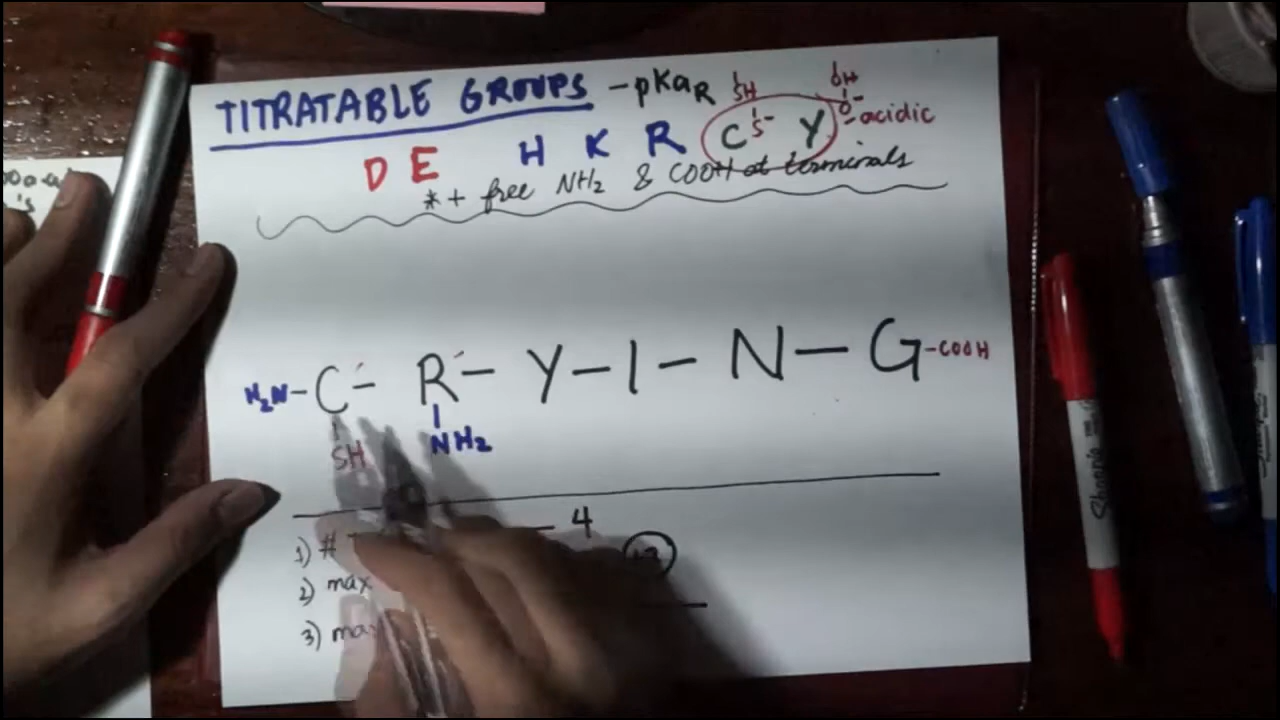 TITRATABLE GROUPS - pKaR
SH OH
D E H K R C S⁻ Y O⁻ - acidic
* + free NH2 & COOH at terminals
H2N - C - R - Y - I - N - G - COOH
SH NH2
1) # 4
2) max
3) max
Sharpie